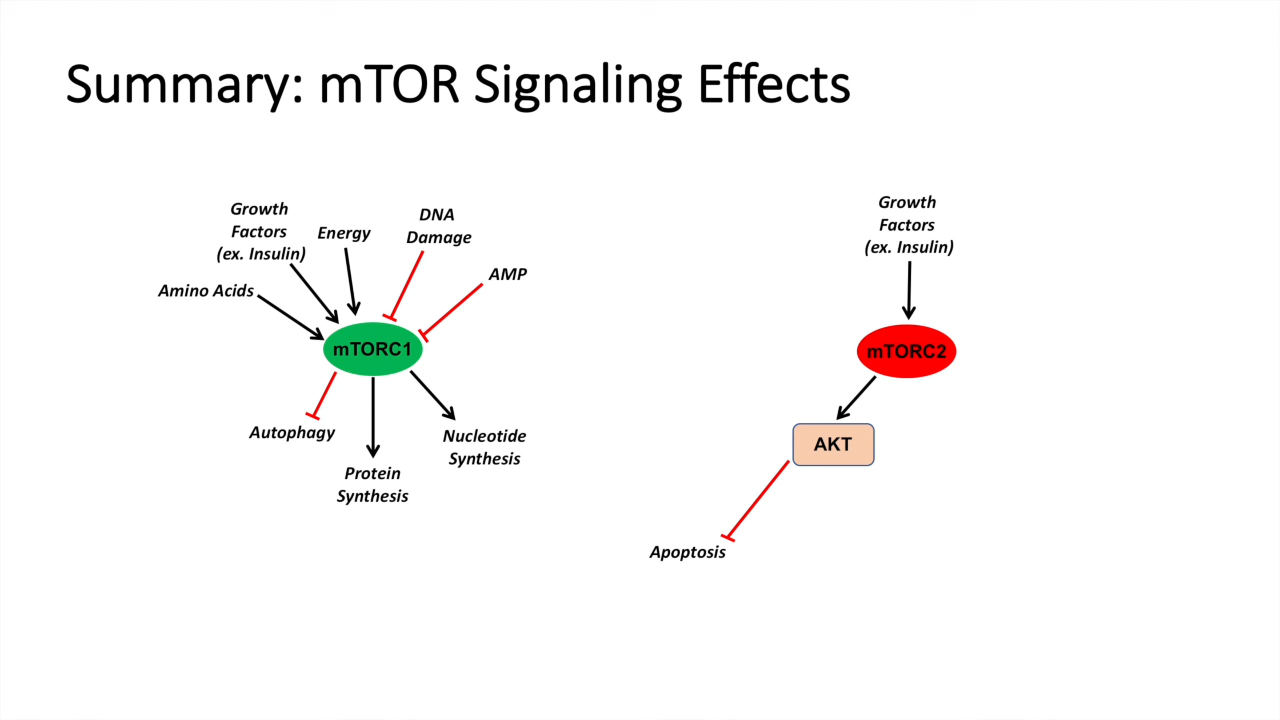 Summary: mTOR Signaling Effects
Growth
Factors
(ex. Insulin)
Energy
DNA
Damage
AMP
Amino Acids
mTORC1
Autophagy
Protein
Synthesis
Nucleotide
Synthesis
Growth
Factors
(ex. Insulin)
mTORC2
AKT
Apoptosis